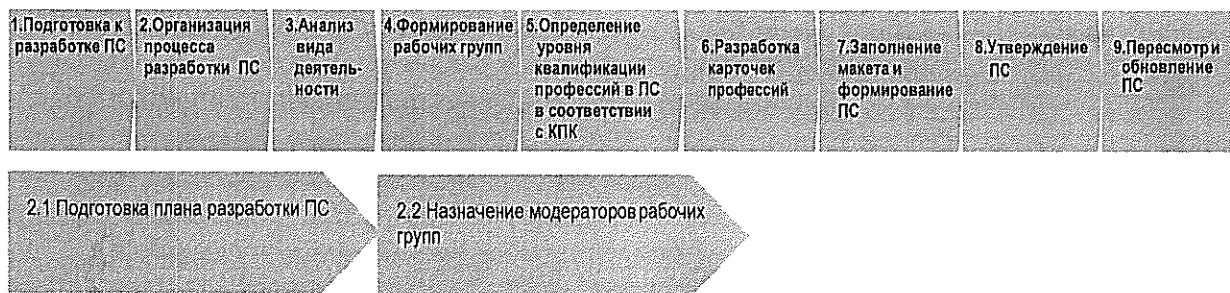 1.Подготовка к
разработке ПС
2.Организация
процесса
разработки ПС
3.Анализ
вида
деятель-
ности
4.Формирование
рабочих групп
5.Определение
уровня
квалификации
профессий в ПС
в соответствии
с КПК
6.Разработка
карточек
профессий
7.Заполнение
макета и
формирование
ПС
8.Утверждение
ПС
9.Пересмотр и
обновление
ПС
2.1 Подготовка плана разработки ПС
2.2 Назначение модераторов рабочих
групп